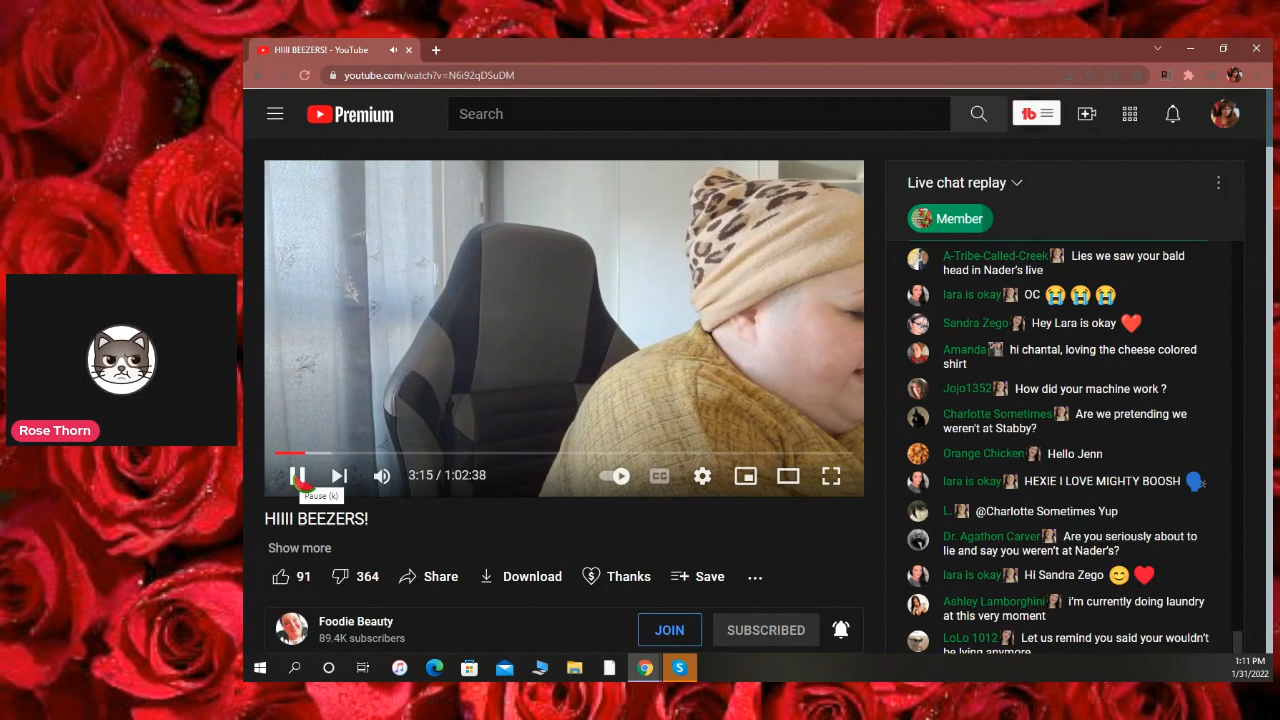 HIIII BEEZERS! - YouTube
youtube.com/watch?v=N6i92qDSuDM
Premium
Search
Live chat replay
Member
A-Tribe-Called-Creek Lies we saw your bald
head in Nader's live
lara is okay OC 😭😭😭
Sandra Zego Hey Lara is okay ❤️
Amanda hi chantal, loving the cheese colored
shirt
Jojo1352 How did your machine work ?
Charlotte Sometimes Are we pretending we
weren't at Stabby?
Orange Chicken Hello Jenn
lara is okay HEXIE I LOVE MIGHTY BOOSH 🗣️
L. @Charlotte Sometimes Yup
Dr. Agathon Carver Are you seriously about to
lie and say you weren't at Nader's?
lara is okay Hi Sandra Zego 😊❤️
Ashley Lamborghini i'm currently doing laundry
at this very moment
LoLo 1012 Let us remind you said your wouldn't
be lying anymore
Rose Thorn
3:15 / 1:02:38
CC
Pause (k)
HIIII BEEZERS!
Show more
91
364
Share
Download
Thanks
Save
Foodie Beauty
89.4K subscribers
JOIN
SUBSCRIBED
1:11 PM
1/31/2022